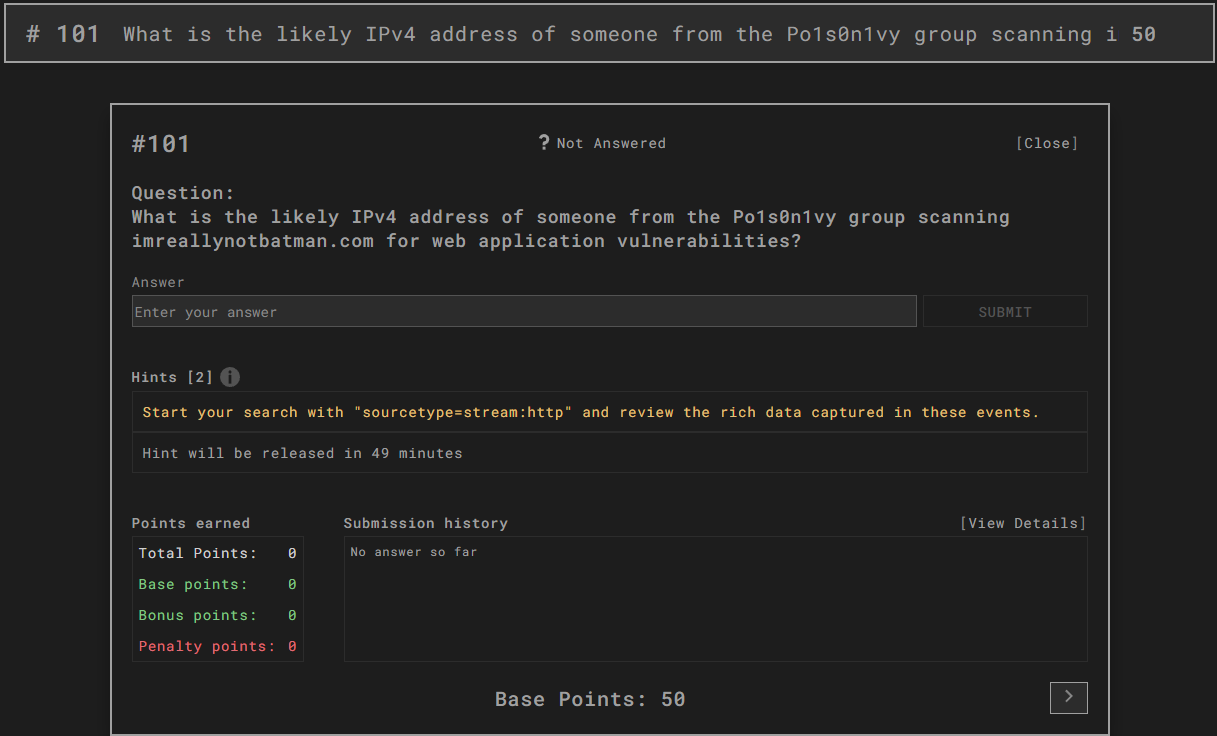 # 101 What is the likely IPv4 address of someone from the Po1s0n1vy group scanning i 50
#101 ? Not Answered [Close]
Question:
What is the likely IPv4 address of someone from the Po1s0n1vy group scanning
imreallynotbatman.com for web application vulnerabilities?
Answer
Enter your answer SUBMIT
Hints [2] i
Start your search with "sourcetype=stream:http" and review the rich data captured in these events.
Hint will be released in 49 minutes
Points earned Submission history [View Details]
Total Points: 0 No answer so far
Base points: 0
Bonus points: 0
Penalty points: 0
Base Points: 50 >